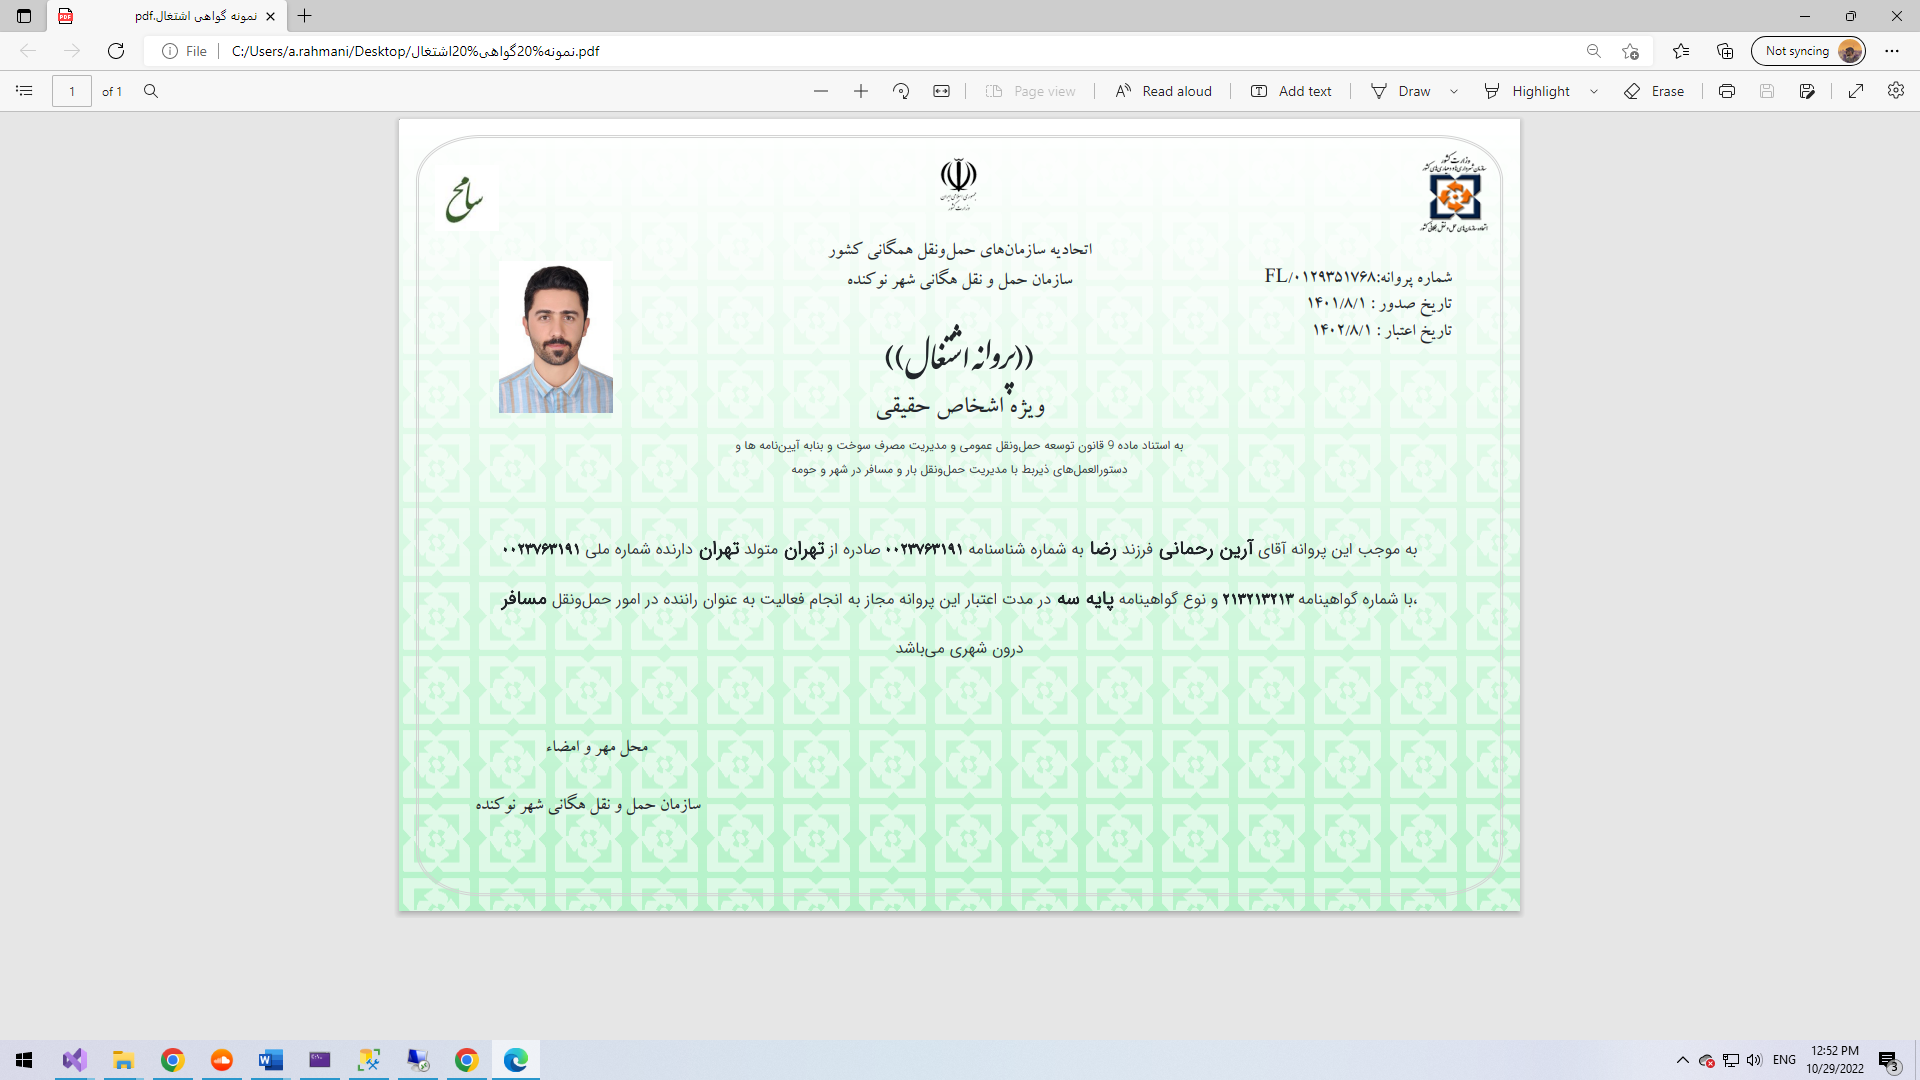 نمونه گواهی اشتغال.pdf
File
C:/Users/a.rahmani/Desktop/نمونه%20گواهی%20اشتغال.pdf
Not syncing
1 of 1
Page view
Read aloud
Add text
Draw
Highlight
Erase
سامح
جمهوری اسلامی ایران
وزارت کشور
وزارت کشور
سازمان شهرداری‌ها و دهیاری‌های کشور
اتحادیه سازمان‌های حمل و نقل همگانی کشور
اتحادیه سازمان‌های حمل‌ونقل همگانی کشور
سازمان حمل و نقل هگانی شهر نوکنده
شماره پروانه:FL/۰۱۲۹۳۵۱۷۶۸
تاریخ صدور : ۱۴۰۱/۸/۱
تاریخ اعتبار : ۱۴۰۲/۸/۱
((پروانه اشتغال))
ویژه اشخاص حقیقی
به استناد ماده 9 قانون توسعه حمل‌ونقل عمومی و مدیریت مصرف سوخت و بنابه آیین‌نامه ها و
دستورالعمل‌های ذیربط با مدیریت حمل‌ونقل بار و مسافر در شهر و حومه
به موجب این پروانه آقای آرین رحمانی فرزند رضا به شماره شناسنامه ۰۰۲۳۷۶۳۱۹۱ صادره از تهران متولد تهران دارنده شماره ملی ۰۰۲۳۷۶۳۱۹۱
،با شماره گواهینامه ۲۱۳۲۱۳۲۱۳ و نوع گواهینامه پایه سه در مدت اعتبار این پروانه مجاز به انجام فعالیت به عنوان راننده در امور حمل‌ونقل مسافر
درون شهری می‌باشد
محل مهر و امضاء
سازمان حمل و نقل هگانی شهر نوکنده
ENG
12:52 PM
10/29/2022
3